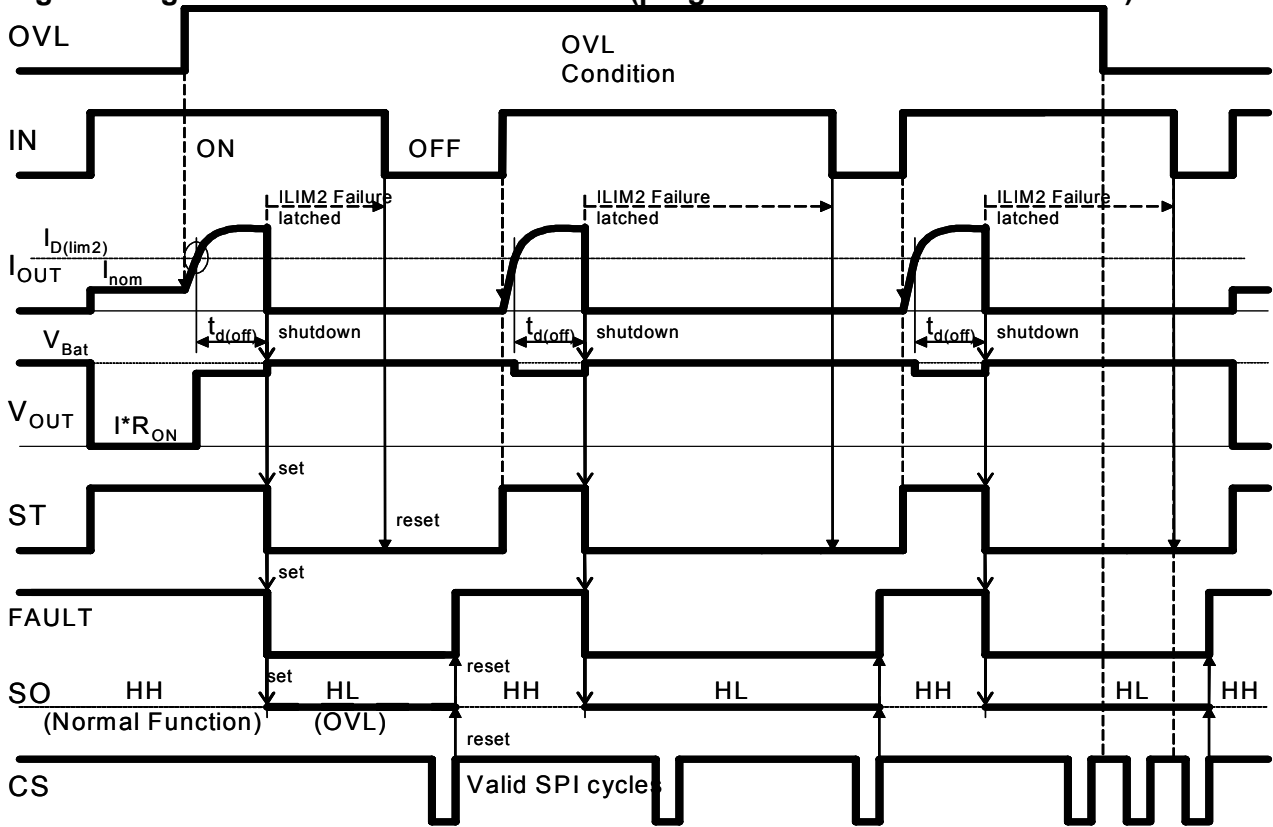 OVL
OVL
Condition
IN
ON
OFF
ILIM2 Failure
latched
ILIM2 Failure
latched
ILIM2 Failure
latched
ID(lim2)
IOUT
Inom
td(off)
shutdown
td(off)
shutdown
td(off)
shutdown
VBat
VOUT
I*RON
set
ST
reset
set
FAULT
reset
set
SO
HH
HL
HH
HL
HH
HL
HH
(Normal Function)
(OVL)
reset
CS
Valid SPI cycles